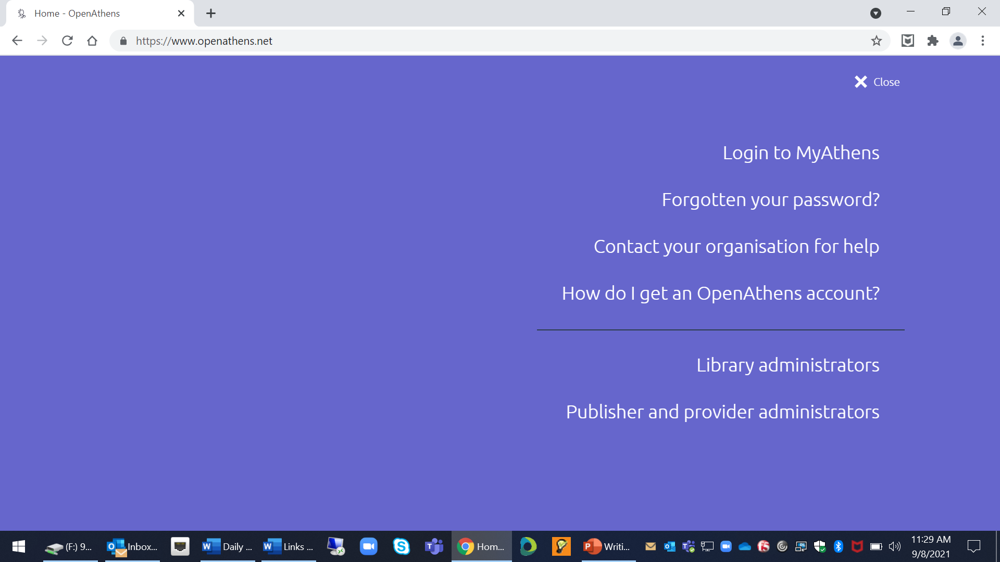 Home - OpenAthens
https://www.openathens.net
Close
Login to MyAthens
Forgotten your password?
Contact your organisation for help
How do I get an OpenAthens account?
Library administrators
Publisher and provider administrators
(F:) 9... Inbox... Daily ... Links ... Hom... Writi... 11:29 AM
9/8/2021